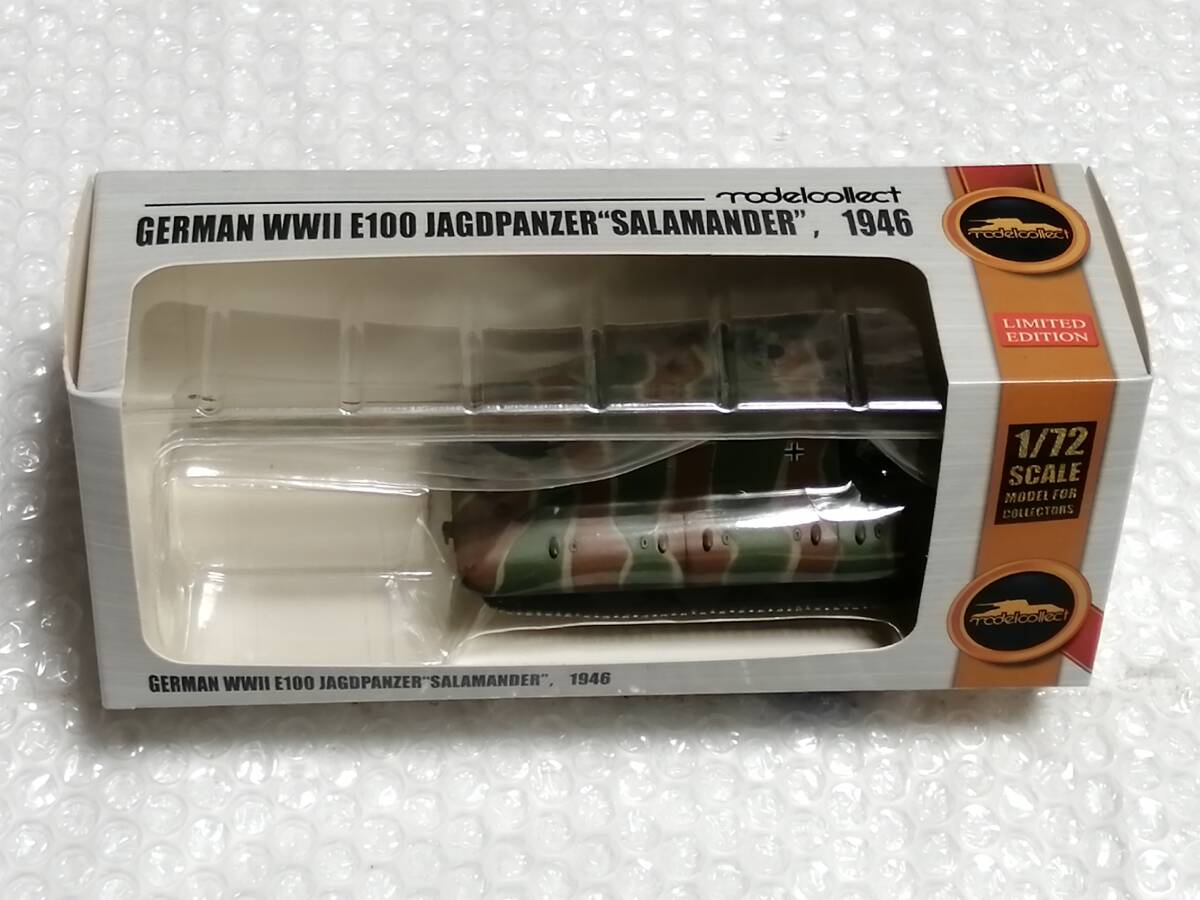 modelcollect
GERMAN WWII E100 JAGDPANZER“SALAMANDER”, 1946
modelcollect
LIMITED
EDITION
1/72
SCALE
MODEL FOR
COLLECTORS
modelcollect
GERMAN WWII E100 JAGDPANZER“SALAMANDER”, 1946